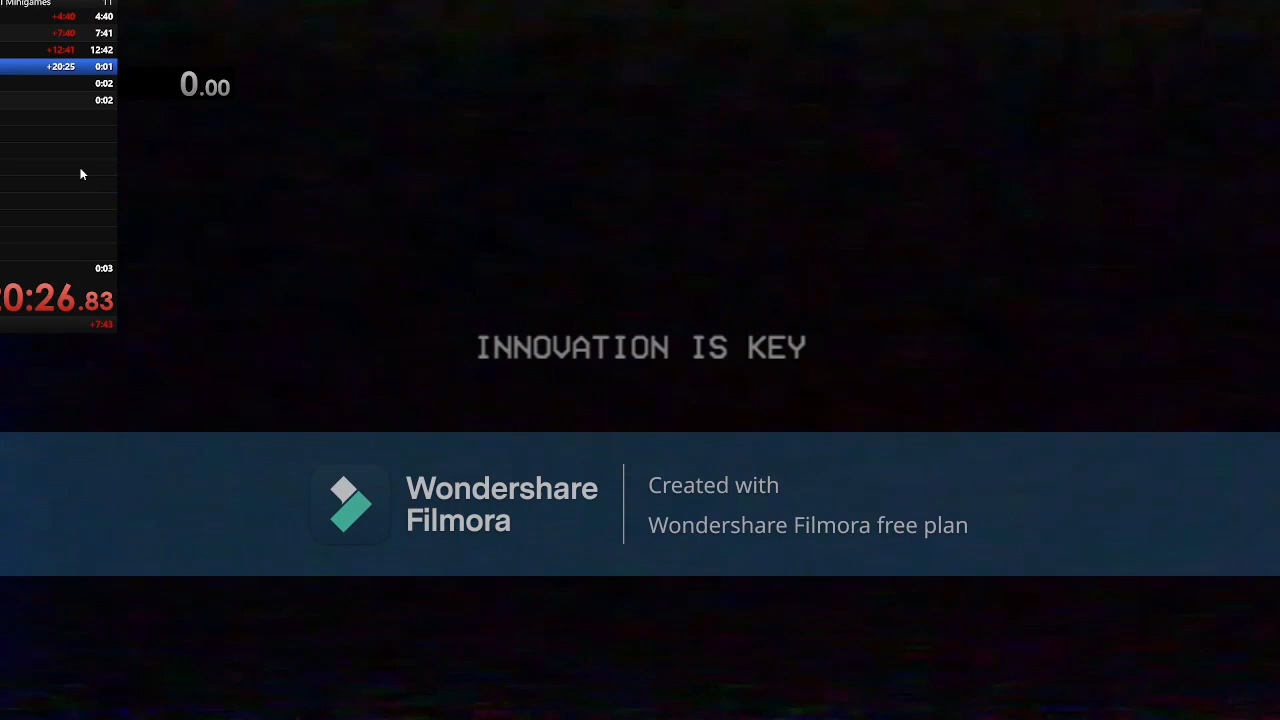 Minigames 11
+4:40 4:40
+7:40 7:41
+12:41 12:42
+20:25 0:01
0:02
0:02
0:03
0:26.83
+7:43
0.00
INNOVATION IS KEY
Wondershare
Filmora
Created with
Wondershare Filmora free plan